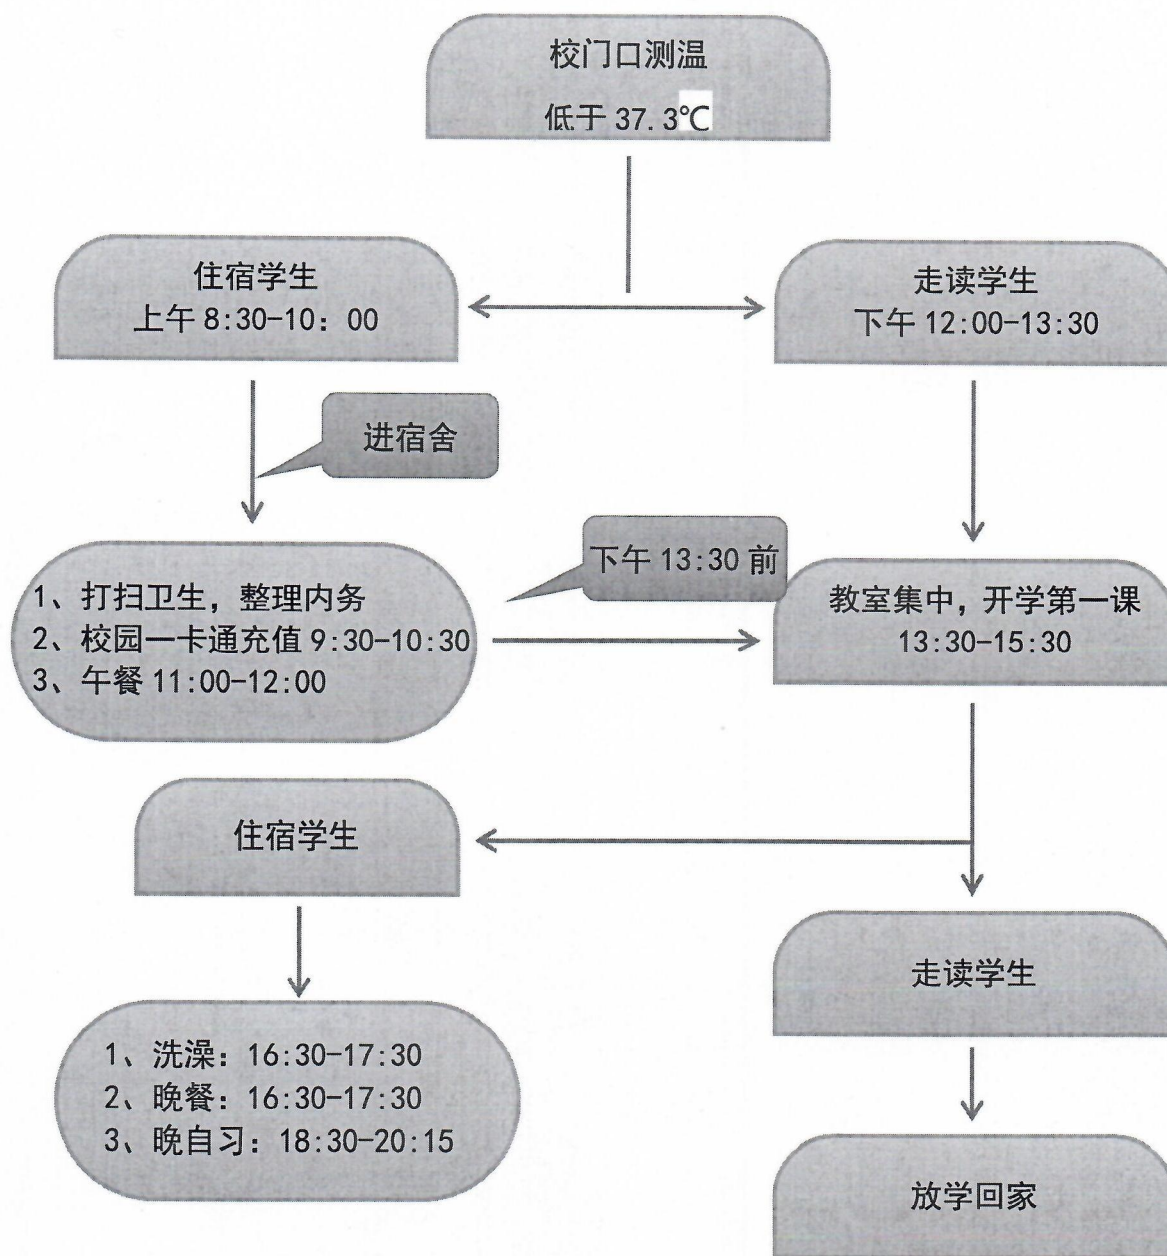 校门口测温
低于 37.3℃
住宿学生
上午 8:30-10：00
走读学生
下午 12:00-13:30
进宿舍
下午 13:30 前
1、打扫卫生，整理内务
2、校园一卡通充值 9:30-10:30
3、午餐 11:00-12:00
教室集中，开学第一课
13:30-15:30
住宿学生
走读学生
1、洗澡：16:30-17:30
2、晚餐：16:30-17:30
3、晚自习：18:30-20:15
放学回家